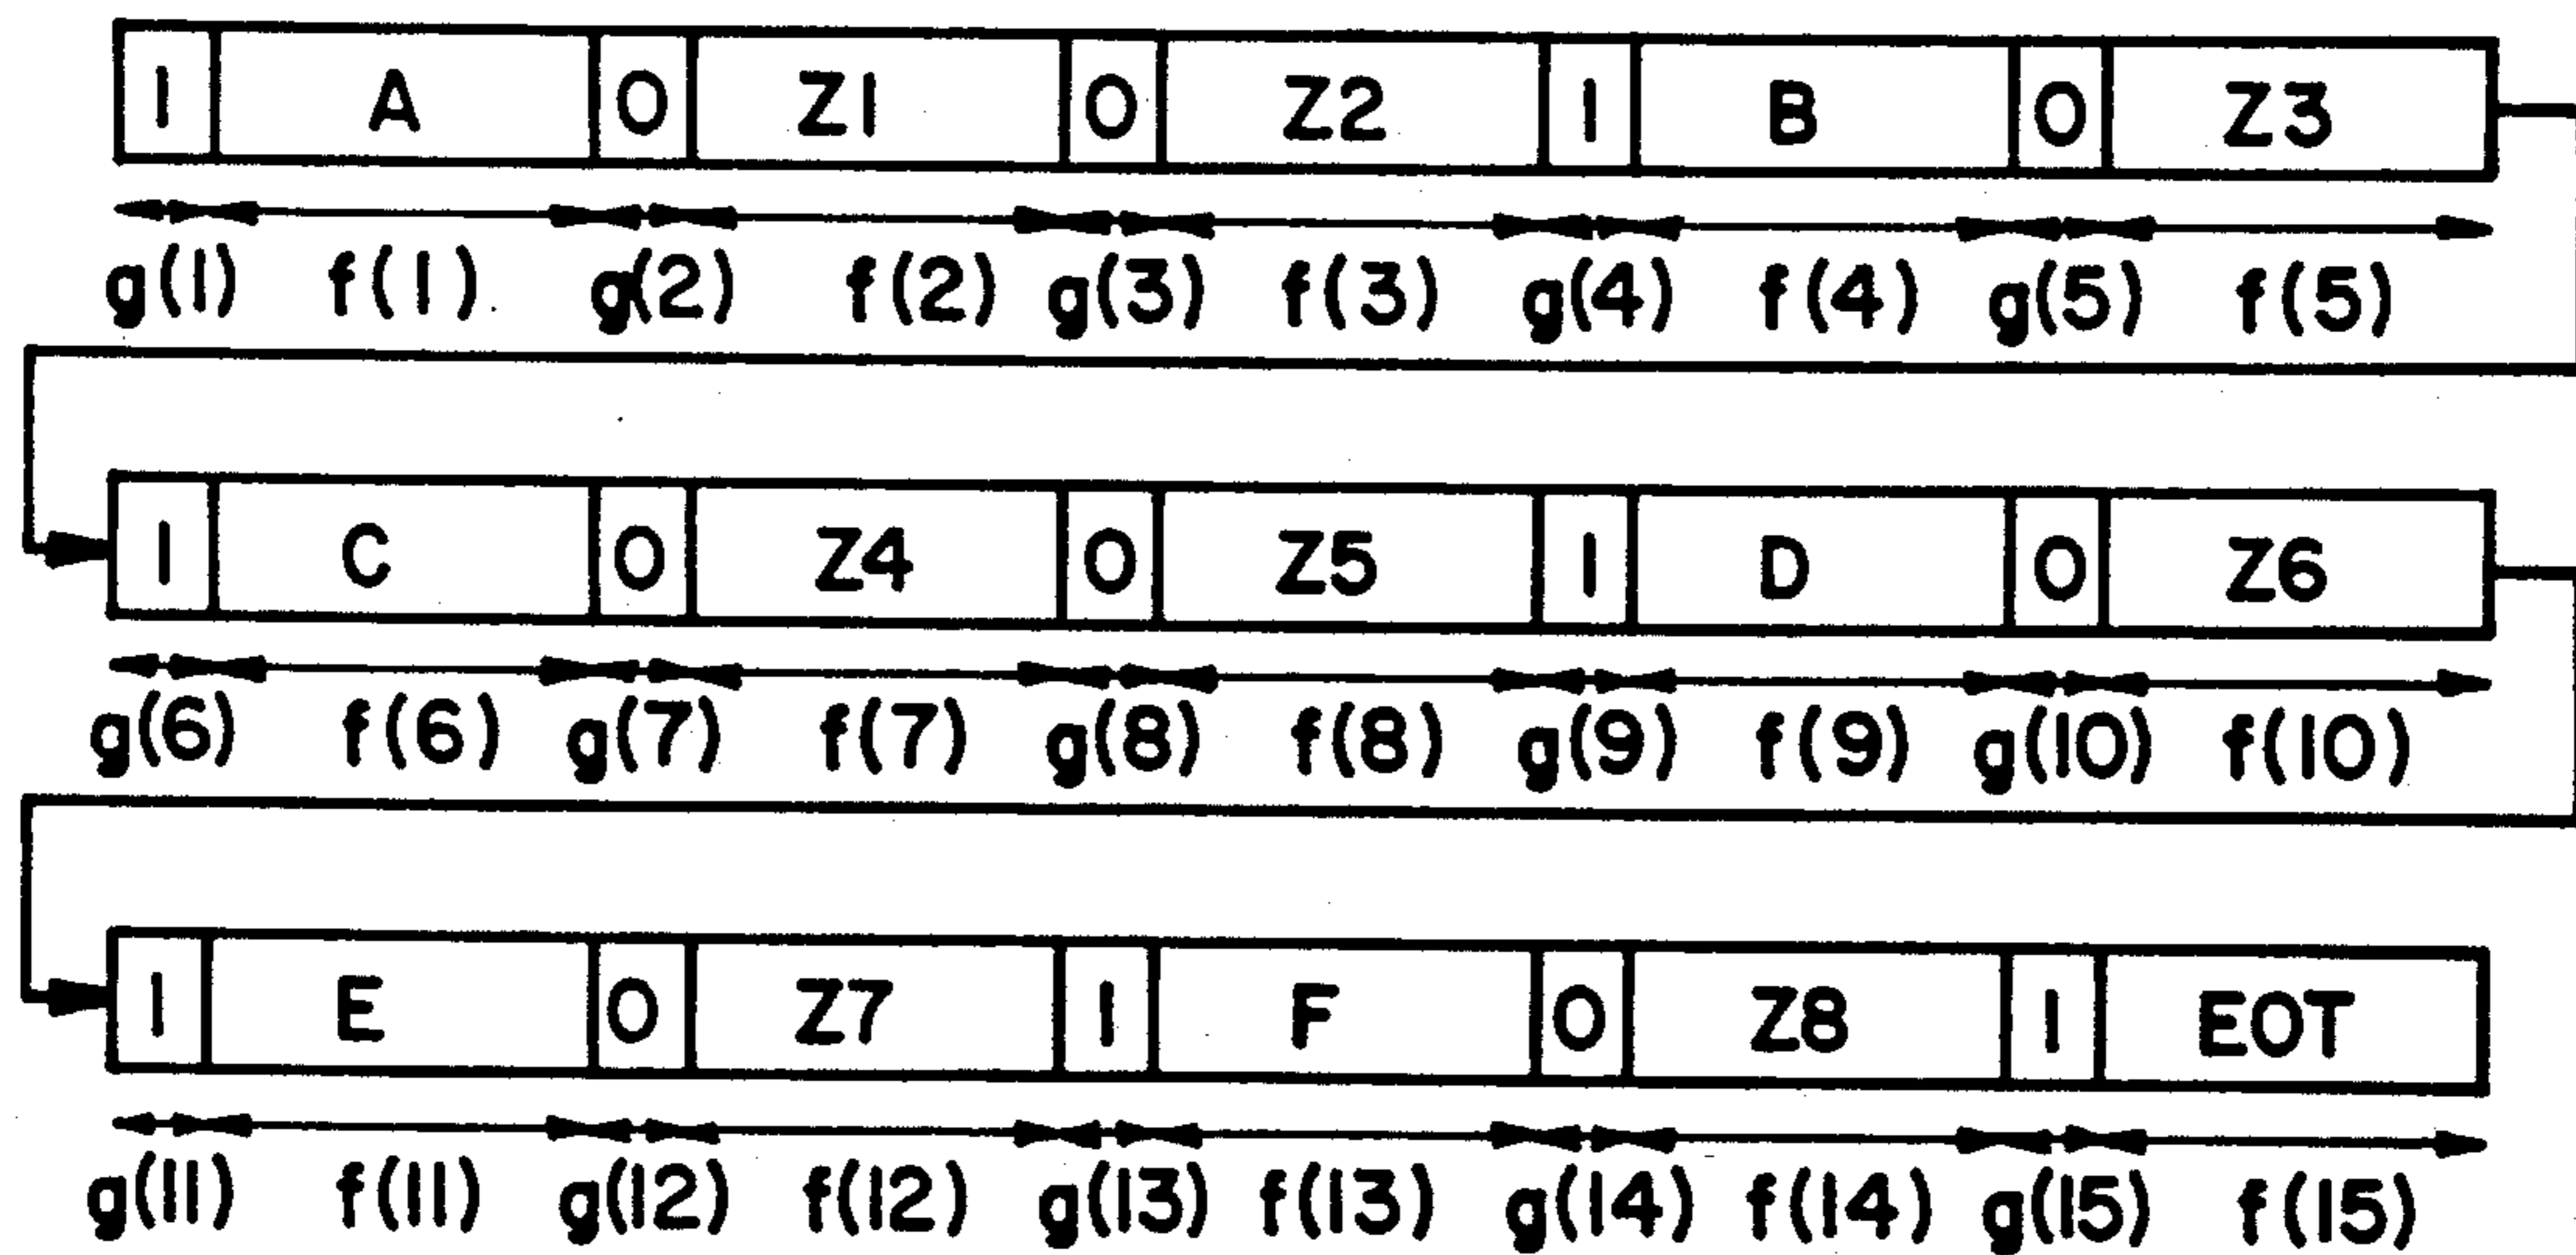 1 A 0 Z1 0 Z2 1 B 0 Z3
g(1) f(1) g(2) f(2) g(3) f(3) g(4) f(4) g(5) f(5)
1 C 0 Z4 0 Z5 1 D 0 Z6
g(6) f(6) g(7) f(7) g(8) f(8) g(9) f(9) g(10) f(10)
1 E 0 Z7 1 F 0 Z8 1 EOT
g(11) f(11) g(12) f(12) g(13) f(13) g(14) f(14) g(15) f(15)